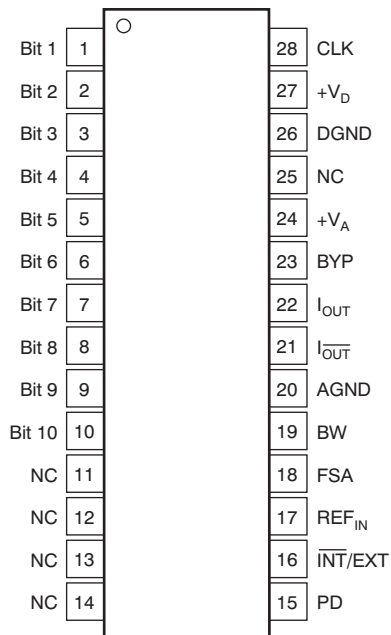 Bit 1 1 28 CLK
Bit 2 2 27 +V_D
Bit 3 3 26 DGND
Bit 4 4 25 NC
Bit 5 5 24 +V_A
Bit 6 6 23 BYP
Bit 7 7 22 I_OUT
Bit 8 8 21 I_O̅U̅T̅
Bit 9 9 20 AGND
Bit 10 10 19 BW
NC 11 18 FSA
NC 12 17 REF_IN
NC 13 16 I̅N̅T̅/EXT
NC 14 15 PD